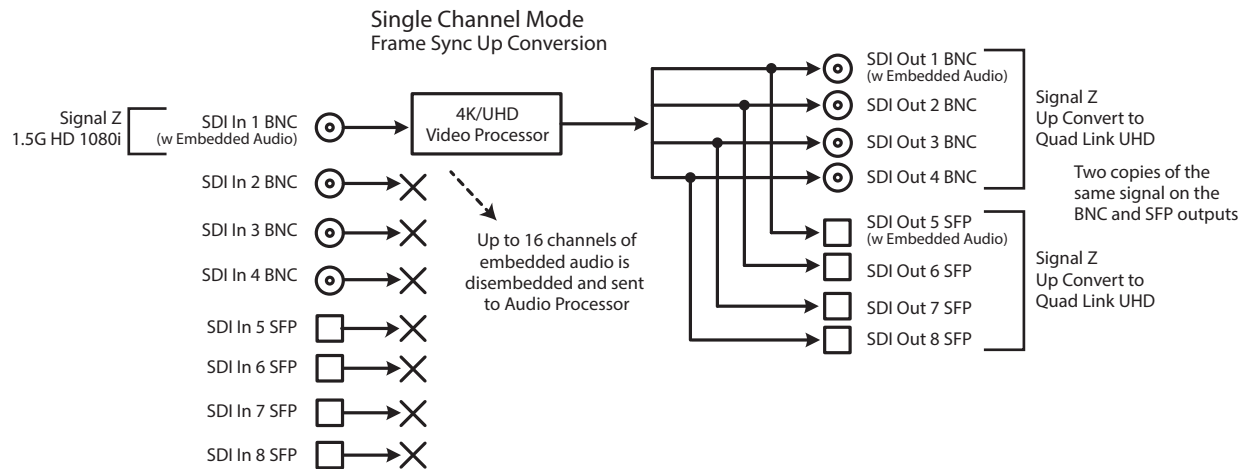 Single Channel Mode
Frame Sync Up Conversion
Signal Z
1.5G HD 1080i
SDI In 1 BNC
(w Embedded Audio)
SDI In 2 BNC
SDI In 3 BNC
SDI In 4 BNC
SDI In 5 SFP
SDI In 6 SFP
SDI In 7 SFP
SDI In 8 SFP
4K/UHD
Video Processor
Up to 16 channels of
embedded audio is
disembedded and sent
to Audio Processor
SDI Out 1 BNC
(w Embedded Audio)
SDI Out 2 BNC
SDI Out 3 BNC
SDI Out 4 BNC
SDI Out 5 SFP
(w Embedded Audio)
SDI Out 6 SFP
SDI Out 7 SFP
SDI Out 8 SFP
Signal Z
Up Convert to
Quad Link UHD
Two copies of the
same signal on the
BNC and SFP outputs
Signal Z
Up Convert to
Quad Link UHD